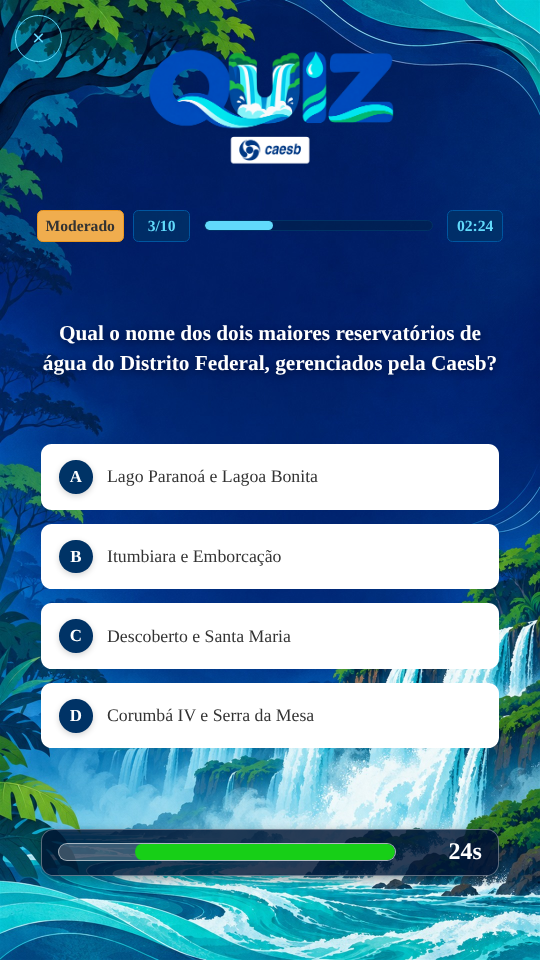 ×
QUIZ
caesb
Moderado
3/10
02:24
Qual o nome dos dois maiores reservatórios de
água do Distrito Federal, gerenciados pela Caesb?
A Lago Paranoá e Lagoa Bonita
B Itumbiara e Emborcação
C Descoberto e Santa Maria
D Corumbá IV e Serra da Mesa
24s